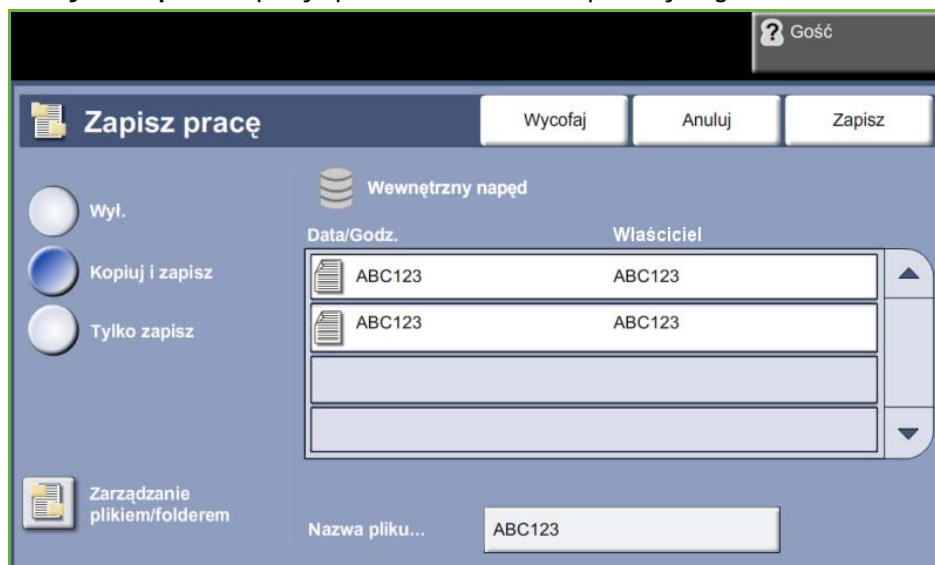 Gość
Zapisz pracę
Wycofaj
Anuluj
Zapisz
Wył.
Kopiuj i zapisz
Tylko zapisz
Zarządzanie
plikiem/folderem
Wewnętrzny napęd
Data/Godz. Właściciel
ABC123 ABC123
ABC123 ABC123
Nazwa pliku... ABC123